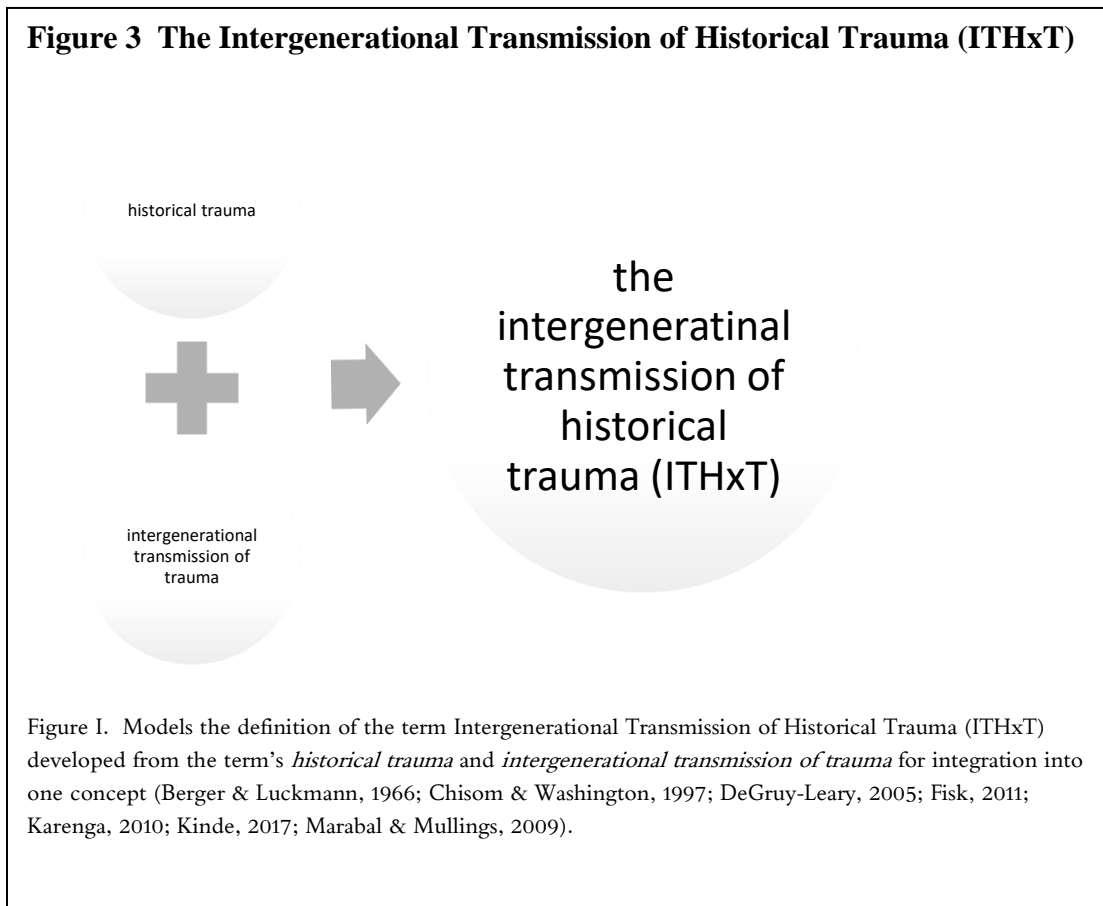 Figure 3 The Intergenerational Transmission of Historical Trauma (ITHxT)
historical trauma
intergenerational
transmission of
trauma
the
intergeneratinal
transmission of
historical
trauma (ITHxT)
Figure I. Models the definition of the term Intergenerational Transmission of Historical Trauma (ITHxT)
developed from the term’s historical trauma and intergenerational transmission of trauma for integration into
one concept (Berger & Luckmann, 1966; Chisom & Washington, 1997; DeGruy-Leary, 2005; Fisk, 2011;
Karenga, 2010; Kinde, 2017; Marabal & Mullings, 2009).